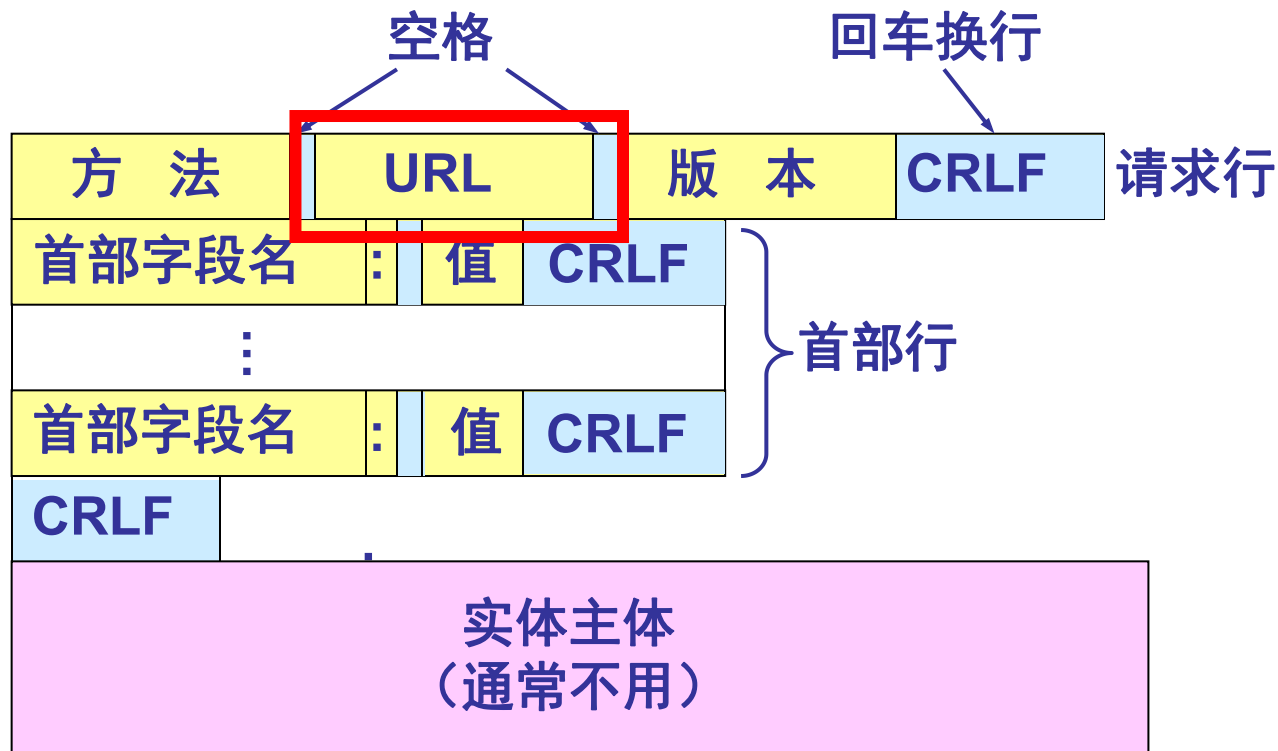 空格 回车换行
方 法 URL 版 本 CRLF 请求行
首部字段名 : 值 CRLF
⋮ 首部行
首部字段名 : 值 CRLF
CRLF
实体主体
（通常不用）